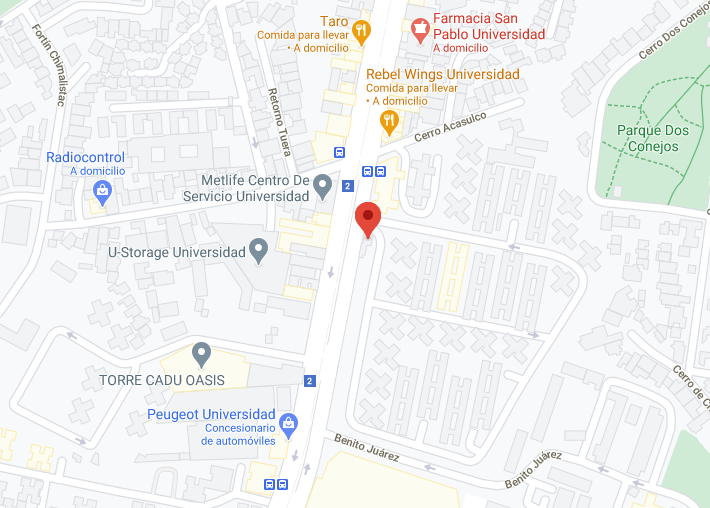 Taro
Comida para llevar
• A domicilio
Farmacia San
Pablo Universidad
A domicilio
Cerro Dos Conejos
Fortín Chimalistac
Rebel Wings Universidad
Comida para llevar
• A domicilio
Retorno Tuera
Cerro Acasulco
Parque Dos
Conejos
Radiocontrol
A domicilio
Metlife Centro De
Servicio Universidad
2
U-Storage Universidad
TORRE CADU OASIS
2
Peugeot Universidad
Concesionario
de automóviles
Benito Juárez
Benito Juárez